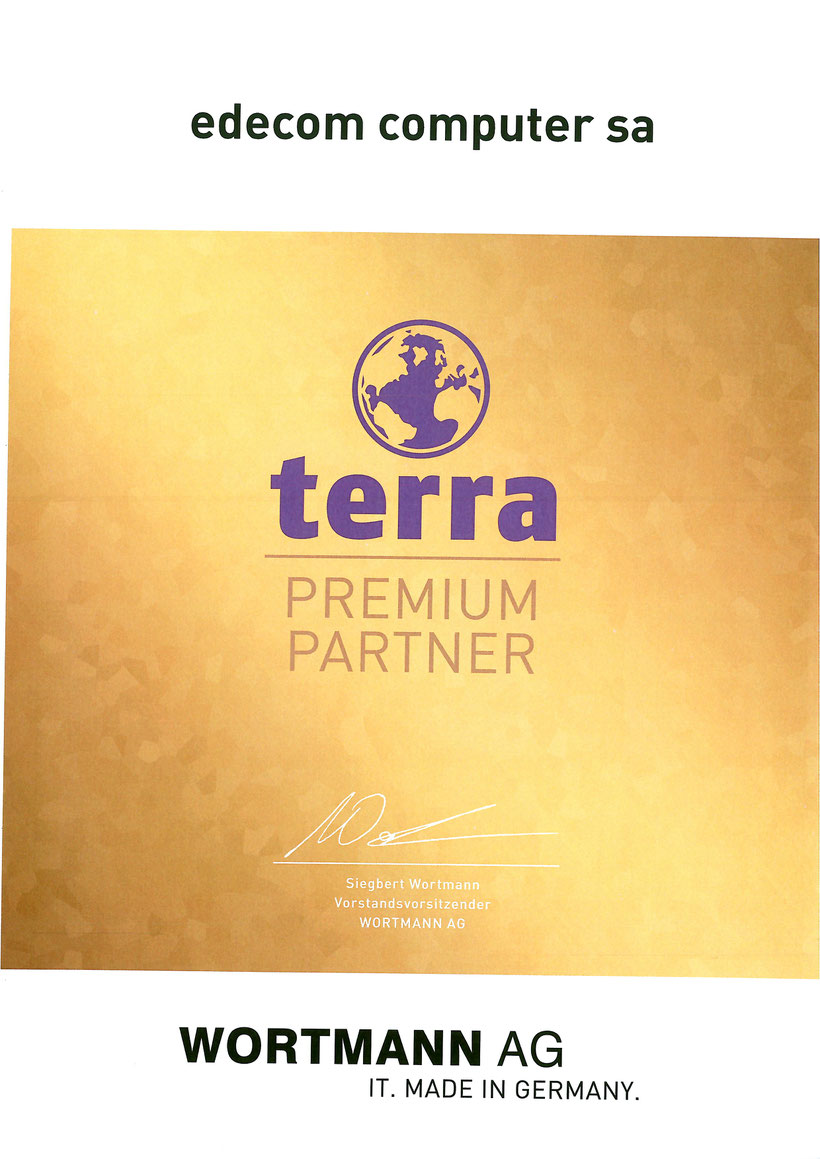 edecom computer sa
terra
PREMIUM
PARTNER
Siegbert Wortmann
Vorstandsvorsitzender
WORTMANN AG
WORTMANN AG
IT. MADE IN GERMANY.